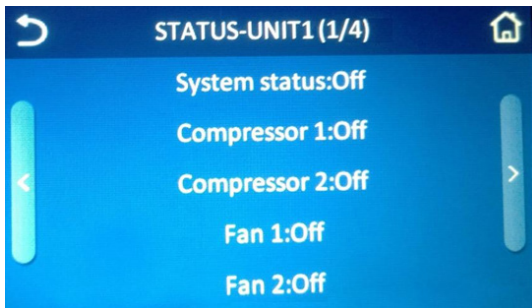 STATUS-UNIT1 (1/4)
System status:Off
Compressor 1:Off
Compressor 2:Off
Fan 1:Off
Fan 2:Off